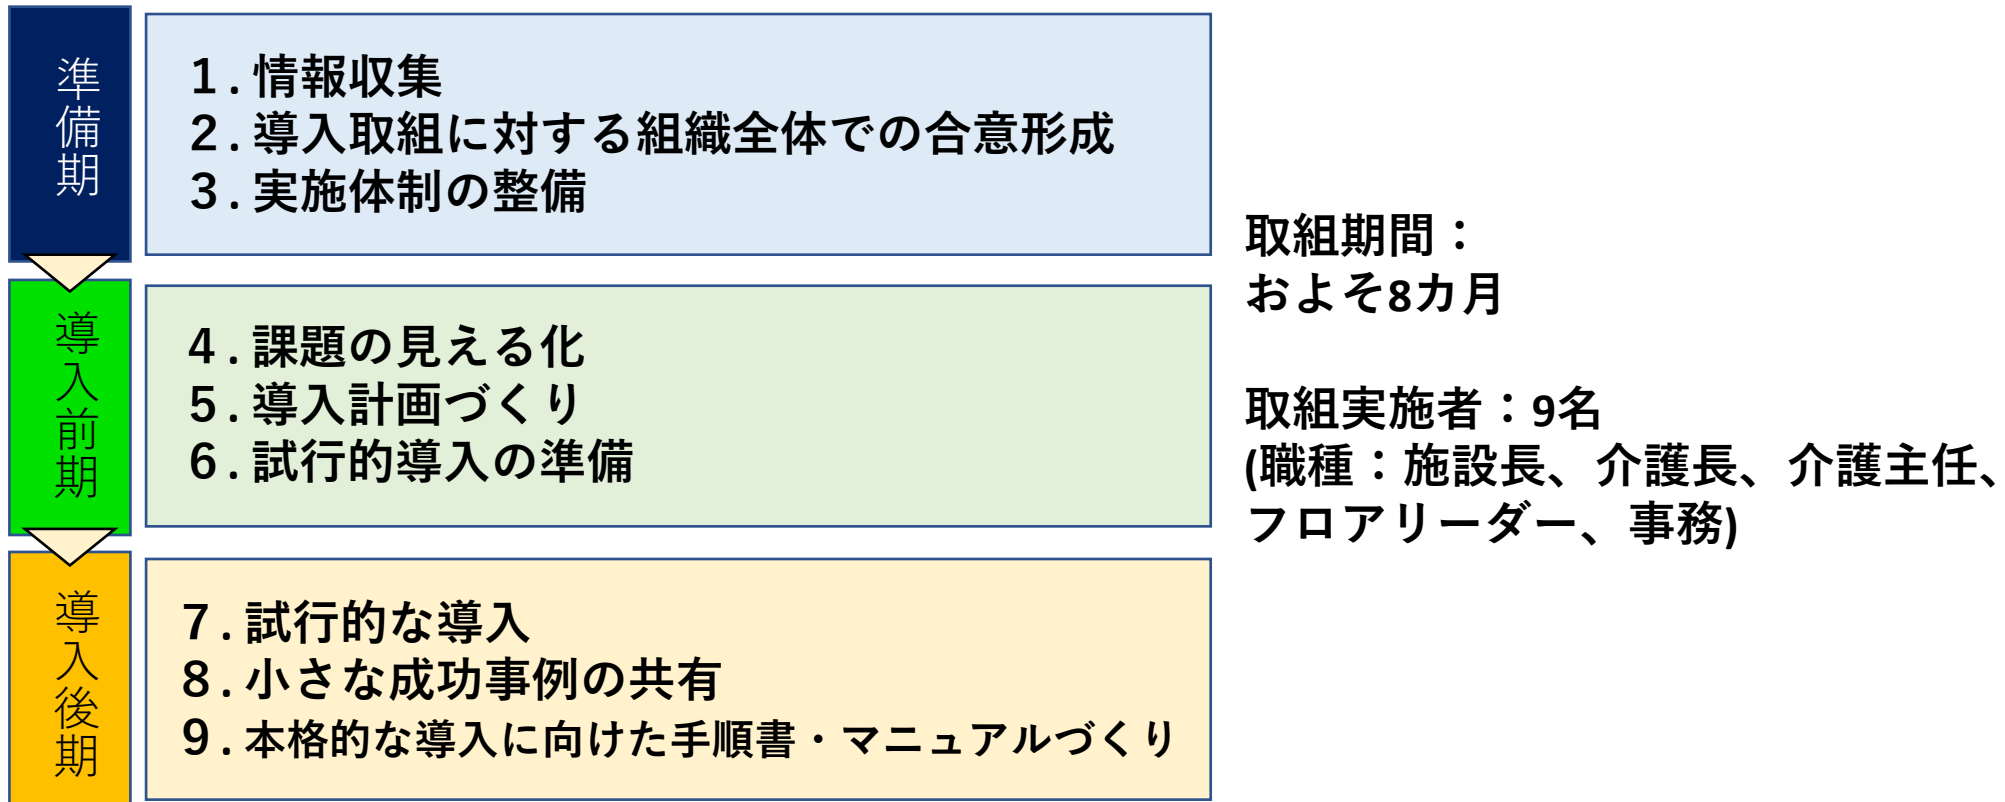 準備期
１. 情報収集
２. 導入取組に対する組織全体での合意形成
３. 実施体制の整備
導入前期
４. 課題の見える化
５. 導入計画づくり
６. 試行的導入の準備
導入後期
７. 試行的な導入
８. 小さな成功事例の共有
９. 本格的な導入に向けた手順書・マニュアルづくり
取組期間：
およそ8カ月
取組実施者：9名
(職種：施設長、介護長、介護主任、
フロアリーダー、事務)